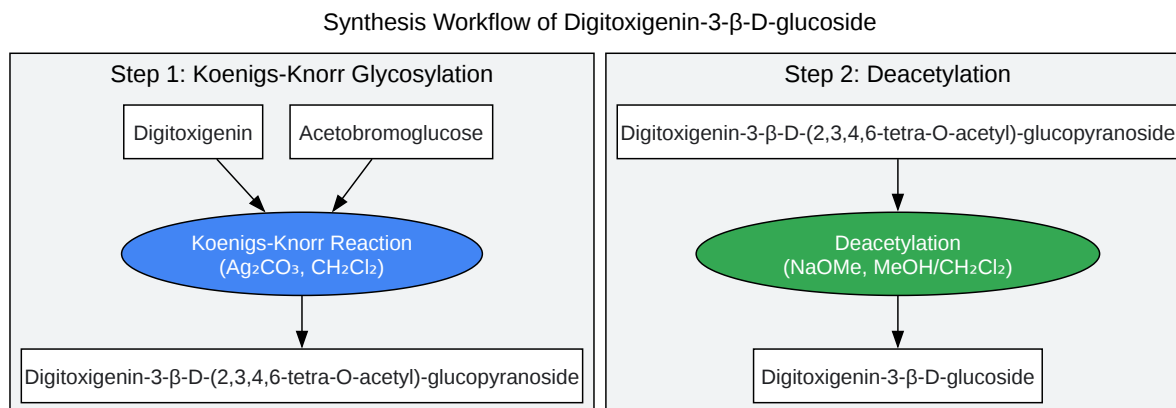 Synthesis Workflow of Digitoxigenin-3-β-D-glucoside
Step 1: Koenigs-Knorr Glycosylation
Digitoxigenin
Acetobromoglucose
Koenigs-Knorr Reaction
(Ag₂CO₃, CH₂Cl₂)
Digitoxigenin-3-β-D-(2,3,4,6-tetra-O-acetyl)-glucopyranoside
Step 2: Deacetylation
Digitoxigenin-3-β-D-(2,3,4,6-tetra-O-acetyl)-glucopyranoside
Deacetylation
(NaOMe, MeOH/CH₂Cl₂)
Digitoxigenin-3-β-D-glucoside